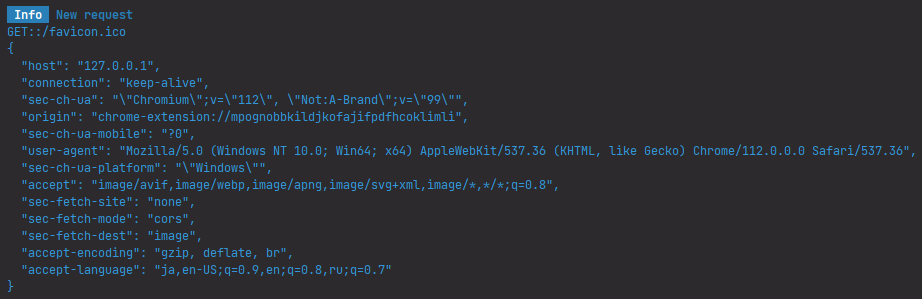 Info New request
GET::/favicon.ico
{
  "host": "127.0.0.1",
  "connection": "keep-alive",
  "sec-ch-ua": "\"Chromium\";v=\"112\", \"Not:A-Brand\";v=\"99\"",
  "origin": "chrome-extension://mpognobbkildjkofajifpdfhcoklimli",
  "sec-ch-ua-mobile": "?0",
  "user-agent": "Mozilla/5.0 (Windows NT 10.0; Win64; x64) AppleWebKit/537.36 (KHTML, like Gecko) Chrome/112.0.0.0 Safari/537.36",
  "sec-ch-ua-platform": "\"Windows\"",
  "accept": "image/avif,image/webp,image/apng,image/svg+xml,image/*,*/*;q=0.8",
  "sec-fetch-site": "none",
  "sec-fetch-mode": "cors",
  "sec-fetch-dest": "image",
  "accept-encoding": "gzip, deflate, br",
  "accept-language": "ja,en-US;q=0.9,en;q=0.8,ru;q=0.7"
}